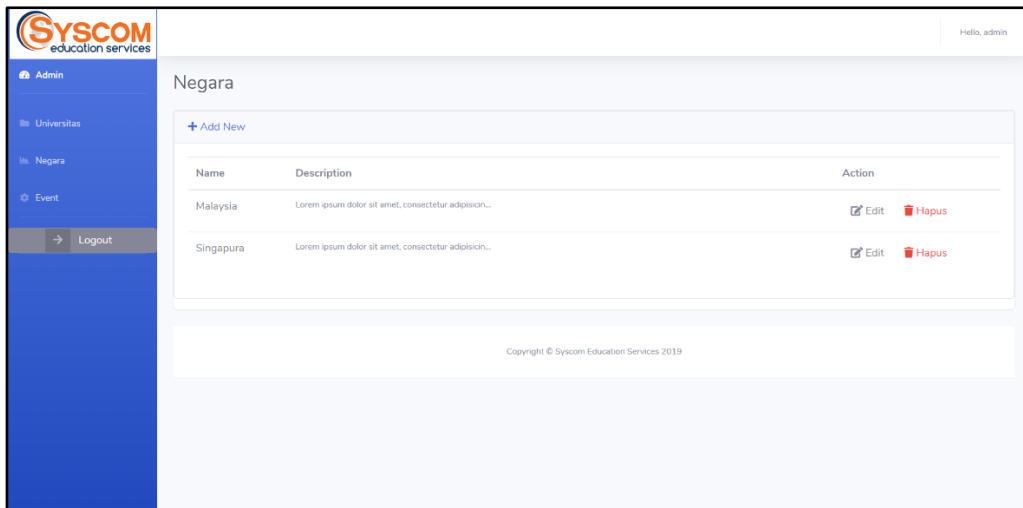 SYSCOM
education services
Hello, admin
Admin
Universitas
Negara
Event
Logout
Negara
Add New
Name Description Action
Malaysia Lorem ipsum dolor sit amet, consectetur adipisicin... Edit Hapus
Singapura Lorem ipsum dolor sit amet, consectetur adipisicin... Edit Hapus
Copyright © Syscom Education Services 2019